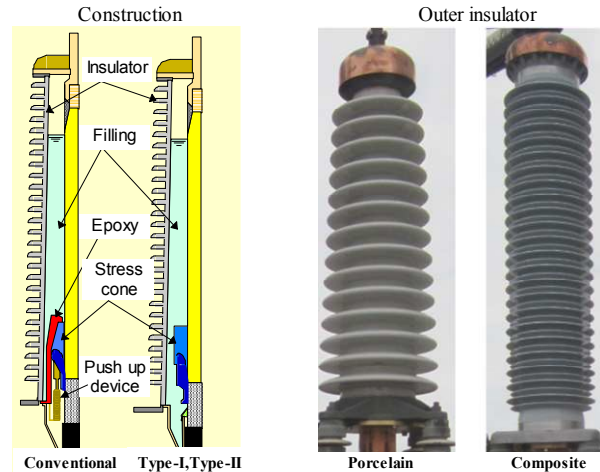 Construction
Outer insulator
Insulator
Filling
Epoxy
Stress
cone
Push up
device
Conventional
Type-I,Type-II
Porcelain
Composite